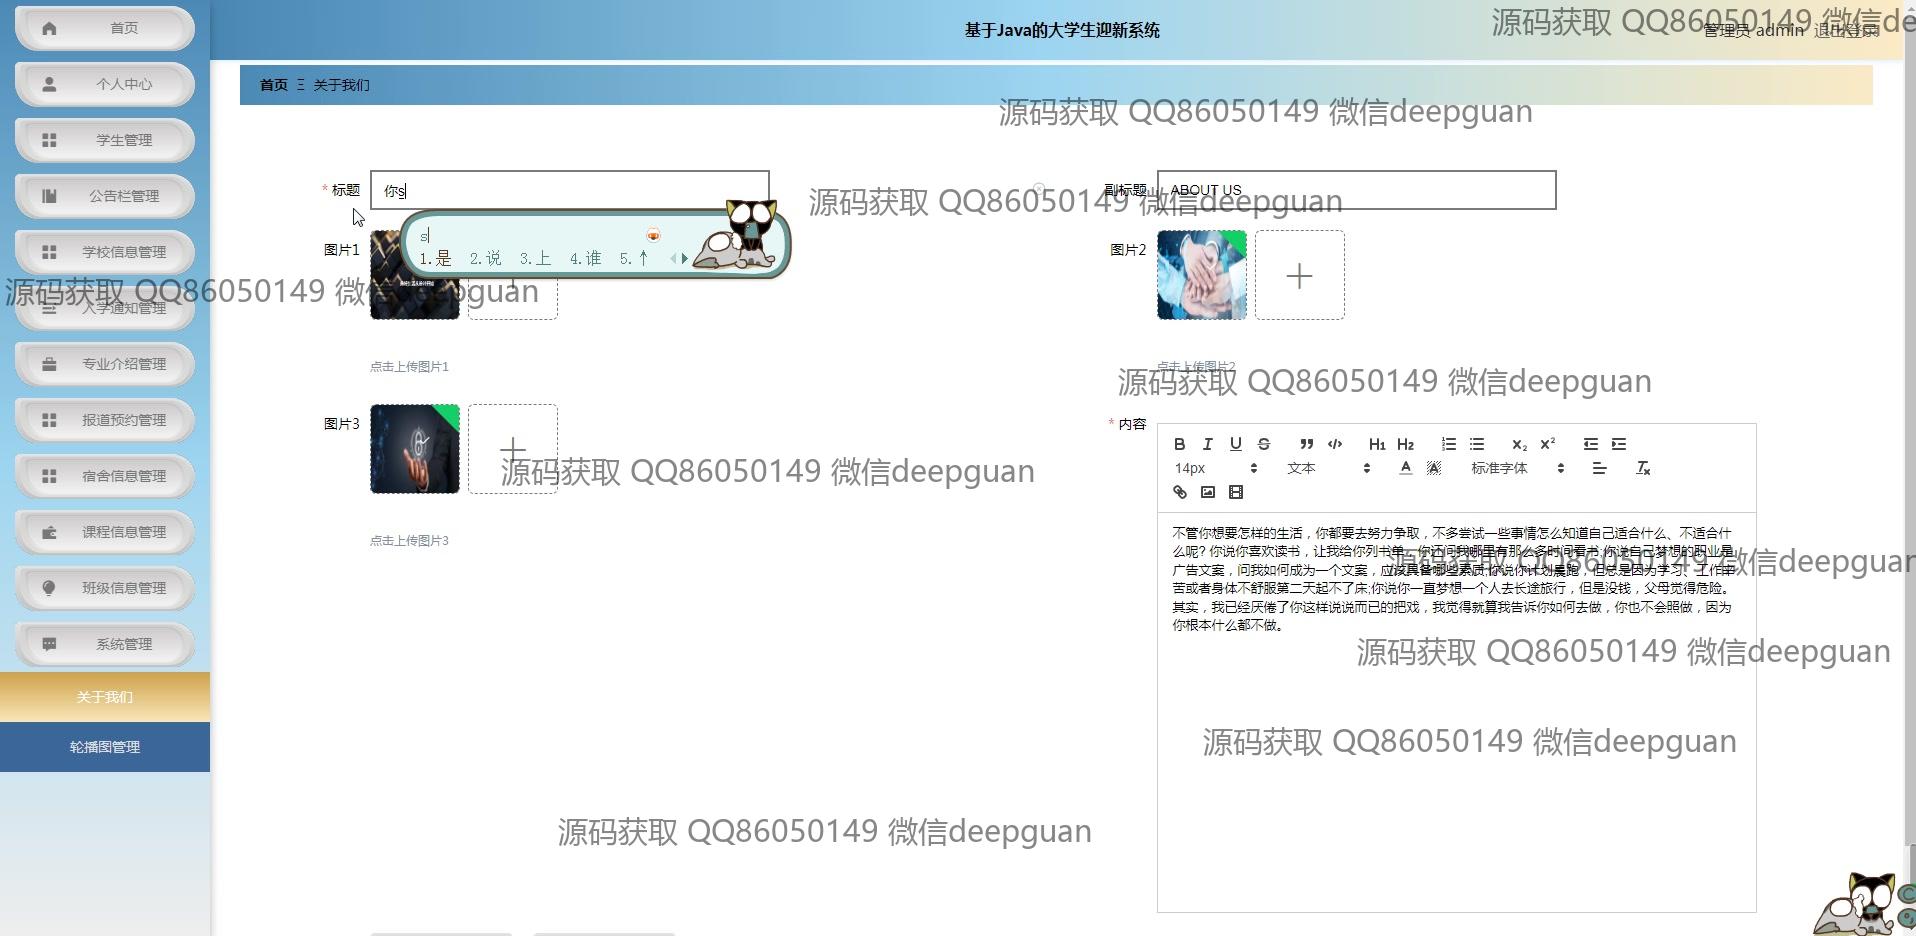 首页
个人中心
学生管理
公告栏管理
学校信息管理
入学通知管理
专业介绍管理
报道预约管理
宿舍信息管理
课程信息管理
班级信息管理
系统管理
关于我们
轮播图管理
基于Java的大学生迎新系统
管理员 admin 退出登录
源码获取 QQ86050149 微信de
首页 Ξ 关于我们
源码获取 QQ86050149 微信deepguan
* 标题 你s
副标题 ABOUT US
源码获取 QQ86050149 微信deepguan
s
1.是 2.说 3.上 4.谁 5.↑
图片1
图片2
源码获取 QQ86050149 微信deepguan
点击上传图片1
点击上传图片2
源码获取 QQ86050149 微信deepguan
图片3
* 内容
B I U S ” </> H1 H2 X₂ X²
14px 文本 A A 标准字体
源码获取 QQ86050149 微信deepguan
点击上传图片3
不管你想要怎样的生活，你都要去努力争取，不多尝试一些事情怎么知道自己适合什么、不适合什
么呢？你说你喜欢读书，让我给你列书单，你还问我哪里有那么多时间看书;你说自己梦想的职业是
广告文案，问我如何成为一个文案，应该具备哪些素质;你说你计划晨跑，但总是因为学习、工作辛
苦或者身体不舒服第二天起不了床;你说你一直梦想一个人去长途旅行，但是没钱，父母觉得危险。
其实，我已经厌倦了你这样说说而已的把戏，我觉得就算我告诉你如何去做，你也不会照做，因为
你根本什么都不做。
源码获取 QQ86050149 微信deepguan
源码获取 QQ86050149 微信deepguan
源码获取 QQ86050149 微信deepguan
源码获取 QQ86050149 微信deepguan